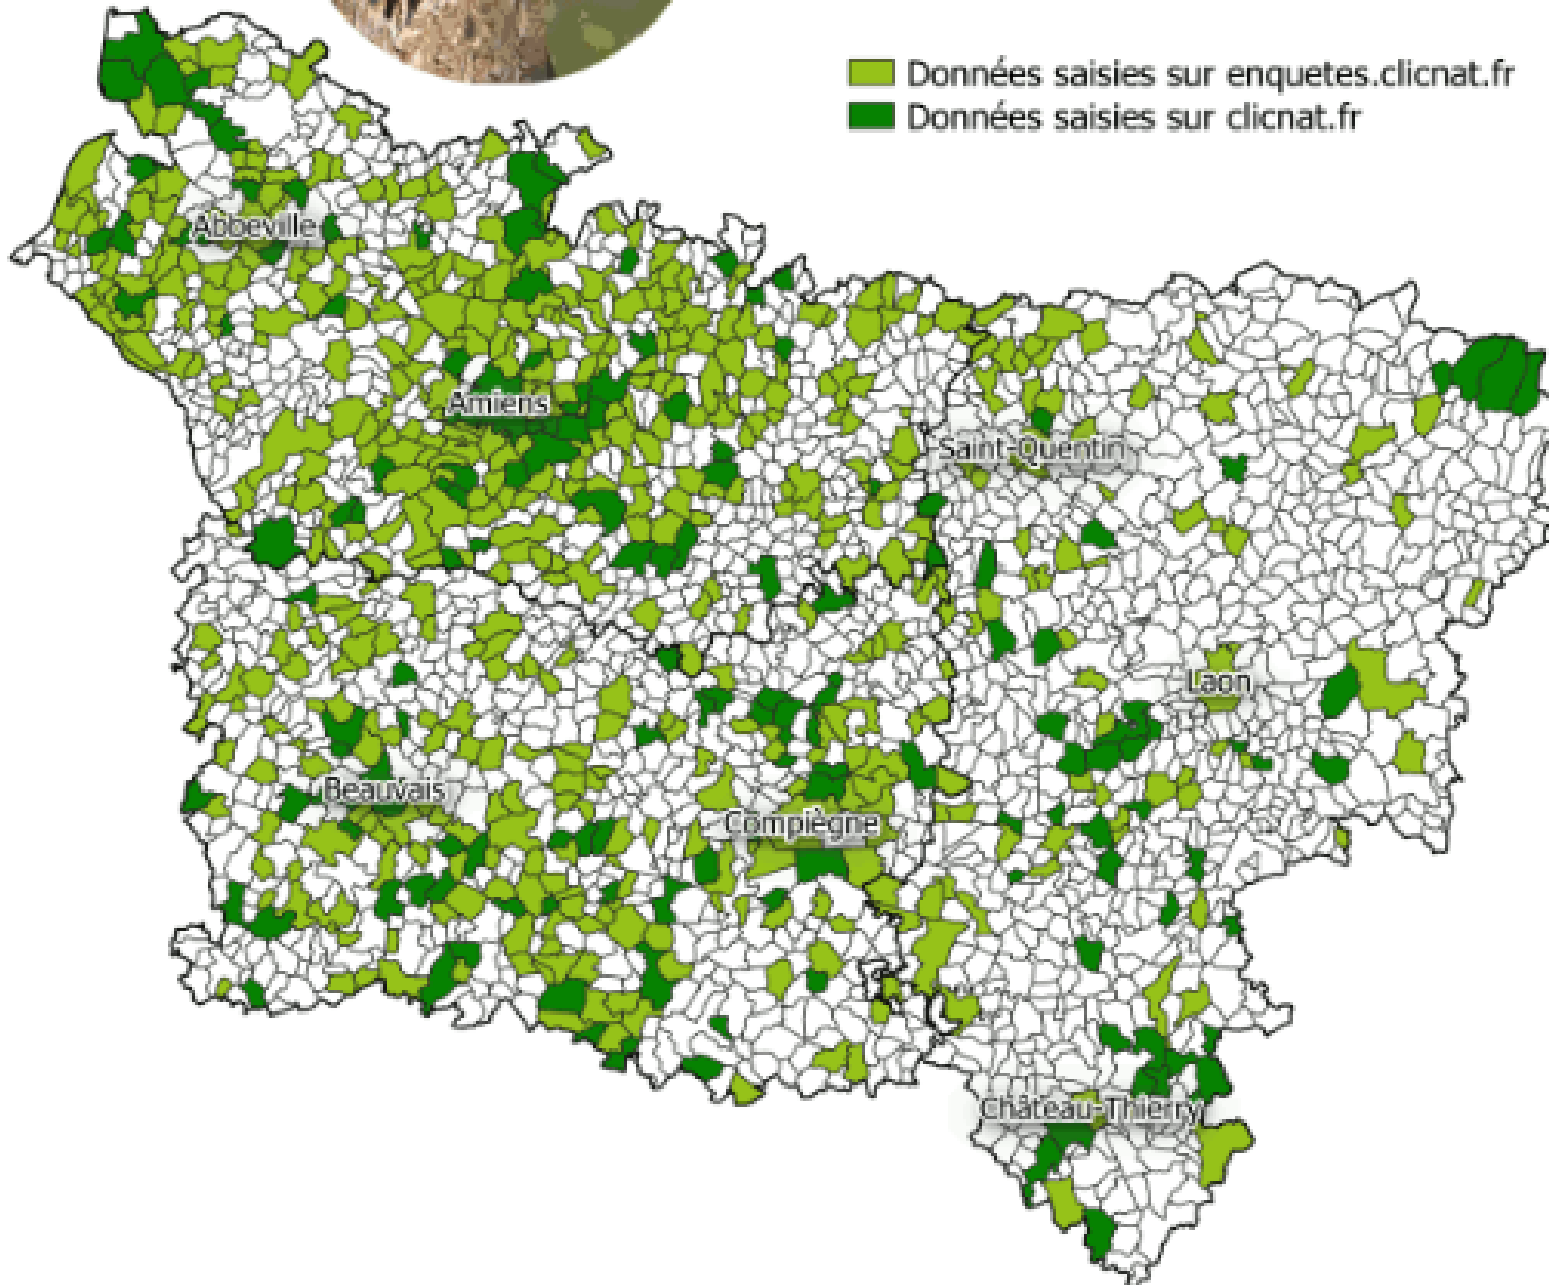 Données saisies sur enquetes.clicnat.fr
Données saisies sur clicnat.fr
Abbeville
Amiens
Saint-Quentin
Laon
Beauvais
Compiègne
Château-Thierry